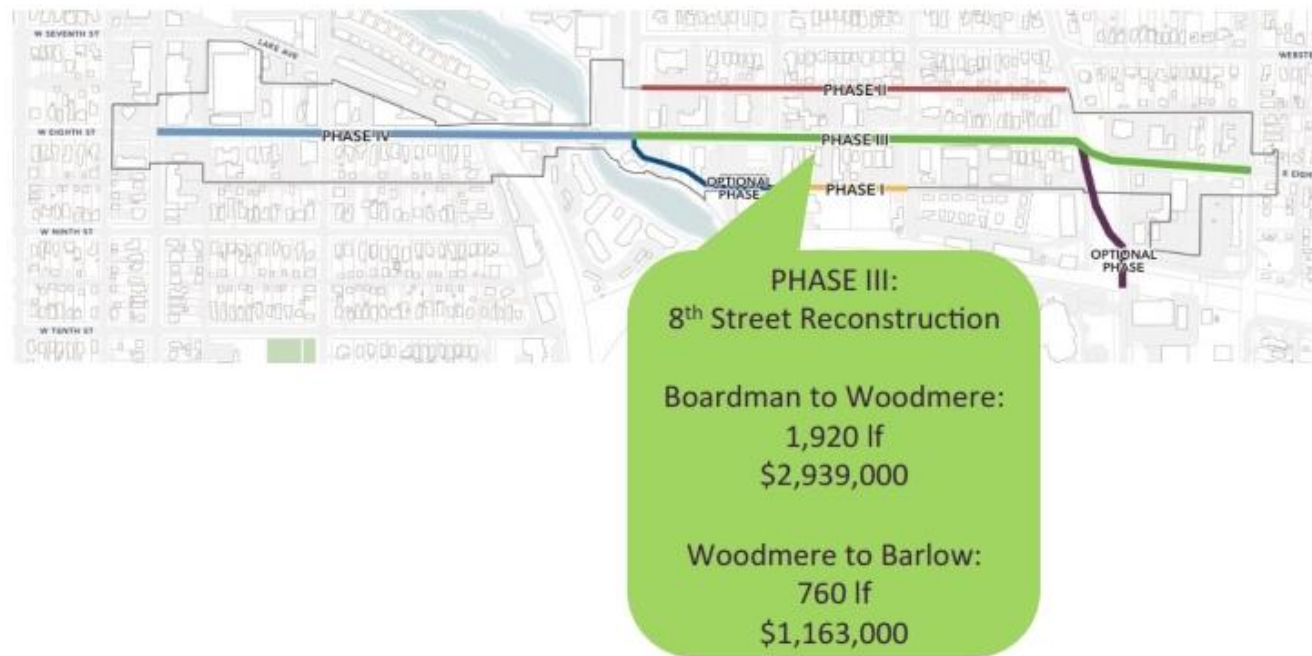 W SEVENTH ST
LAKE AVE
PHASE II
W EIGHTH ST
PHASE IV
PHASE III
OPTIONAL
PHASE
PHASE I
W NINTH ST
OPTIONAL
PHASE
W TENTH ST
PHASE III:
8th Street Reconstruction
Boardman to Woodmere:
1,920 lf
$2,939,000
Woodmere to Barlow:
760 lf
$1,163,000